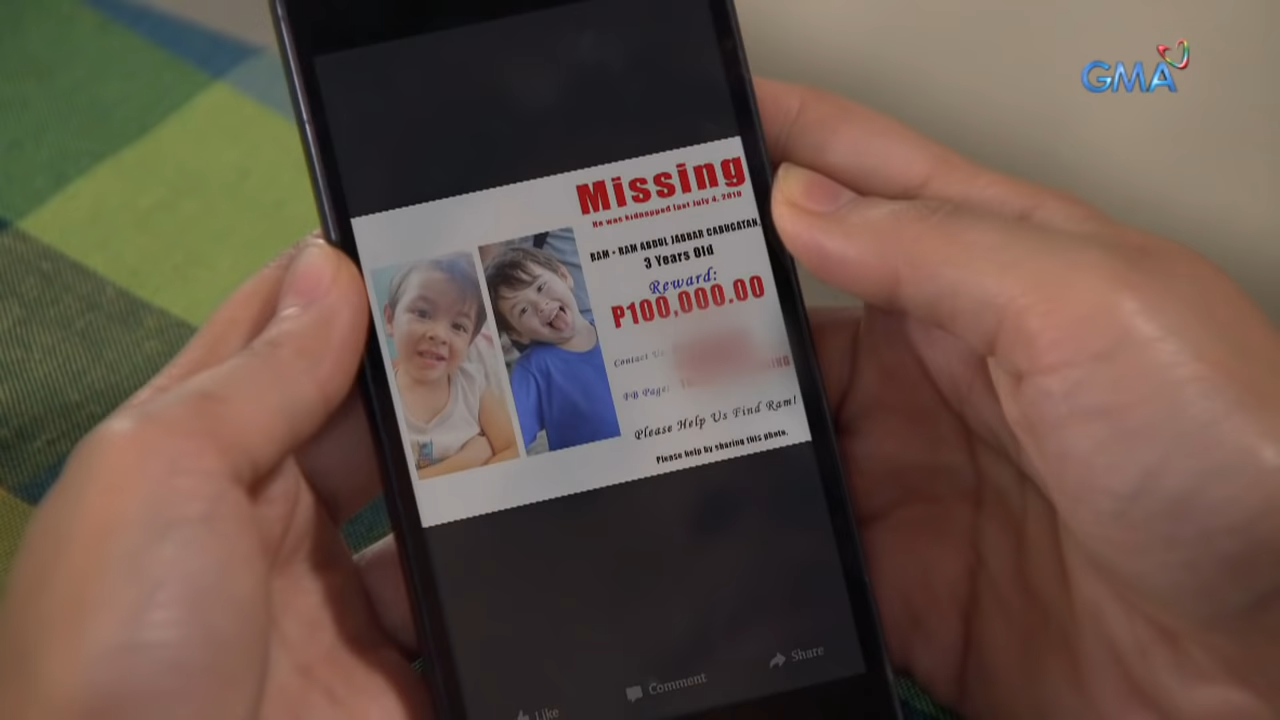 GMA
Missing
He was kidnapped last July 4, 2019
RAM - RAM ABDUL JABBAR CABUGATAN.
3 Years Old
Reward:
P100,000.00
Contact Us:
FB Page:
Please Help Us Find Ram!
Please help by sharing this photo.
Like
Comment
Share